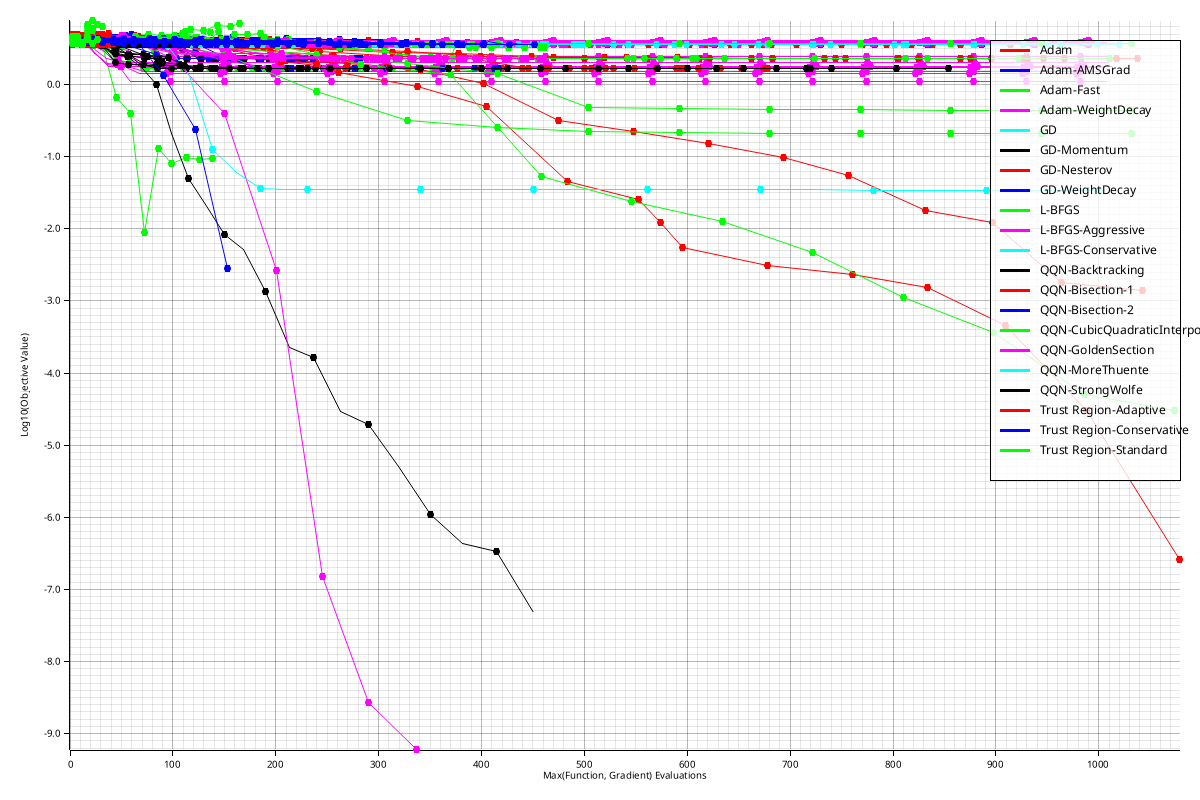 0.0
-1.0
-2.0
-3.0
-4.0
-5.0
-6.0
-7.0
-8.0
-9.0
Log10(Objective Value)
0 100 200 300 400 500 600 700 800 900 1000
Max(Function, Gradient) Evaluations
Adam
Adam-AMSGrad
Adam-Fast
Adam-WeightDecay
GD
GD-Momentum
GD-Nesterov
GD-WeightDecay
L-BFGS
L-BFGS-Aggressive
L-BFGS-Conservative
QQN-Backtracking
QQN-Bisection-1
QQN-Bisection-2
QQN-CubicQuadraticInterpo
QQN-GoldenSection
QQN-MoreThuente
QQN-StrongWolfe
Trust Region-Adaptive
Trust Region-Conservative
Trust Region-Standard